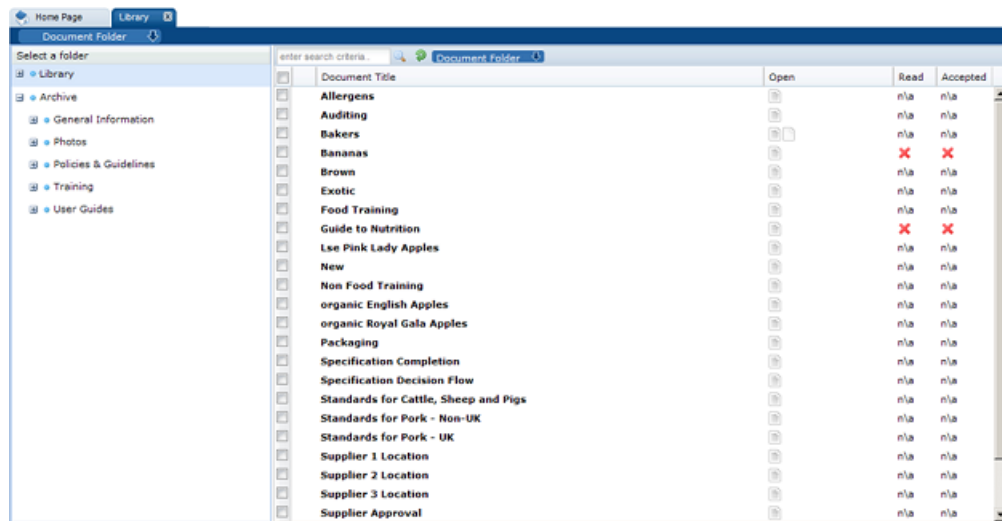 Home Page Library
Document Folder
Select a folder
Library
Archive
General Information
Photos
Policies & Guidelines
Training
User Guides
enter search criteria.. Document Folder
Document Title Open Read Accepted
Allergens n\a n\a
Auditing n\a n\a
Bakers n\a n\a
Bananas
Brown n\a n\a
Exotic n\a n\a
Food Training n\a n\a
Guide to Nutrition
Lse Pink Lady Apples n\a n\a
New n\a n\a
Non Food Training n\a n\a
organic English Apples n\a n\a
organic Royal Gala Apples n\a n\a
Packaging n\a n\a
Specification Completion n\a n\a
Specification Decision Flow n\a n\a
Standards for Cattle, Sheep and Pigs n\a n\a
Standards for Pork - Non-UK n\a n\a
Standards for Pork - UK n\a n\a
Supplier 1 Location n\a n\a
Supplier 2 Location n\a n\a
Supplier 3 Location n\a n\a
Supplier Approval n\a n\a